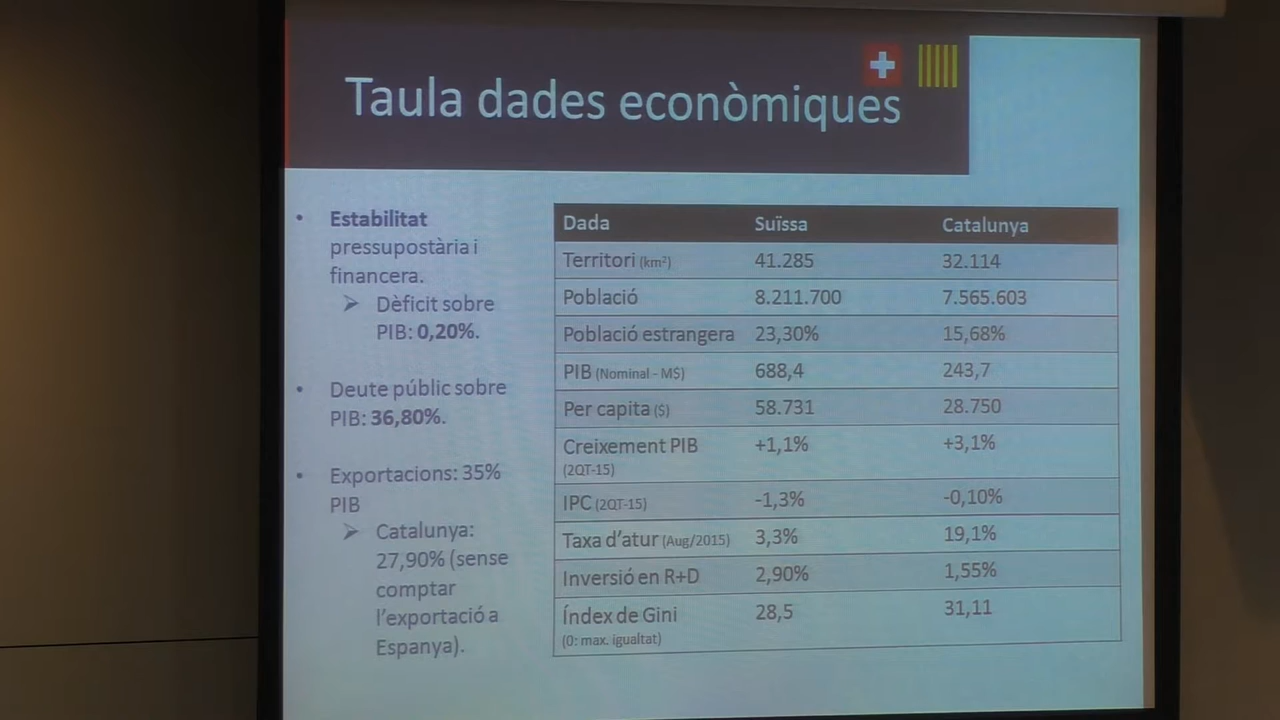 Taula dades econòmiques
• Estabilitat
pressupostària i
financera.
➢ Dèficit sobre
PIB: 0,20%.
• Deute públic sobre
PIB: 36,80%.
• Exportacions: 35%
PIB
➢ Catalunya:
27,90% (sense
comptar
l'exportació a
Espanya).
Dada Suïssa Catalunya
Territori (km²) 41.285 32.114
Població 8.211.700 7.565.603
Població estrangera 23,30% 15,68%
PIB (Nominal - M$) 688,4 243,7
Per capita ($) 58.731 28.750
Creixement PIB +1,1% +3,1%
(2QT-15)
IPC (2QT-15) -1,3% -0,10%
Taxa d'atur (Aug/2015) 3,3% 19,1%
Inversió en R+D 2,90% 1,55%
Índex de Gini 28,5 31,11
(0: max. igualtat)